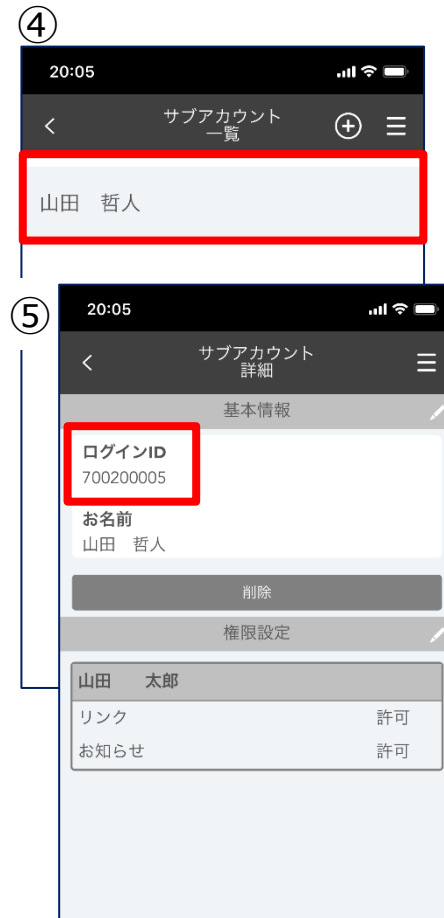 ④
20:05
サブアカウント
一覧
山田　哲人
⑤
20:05
サブアカウント
詳細
基本情報
ログインID
700200005
お名前
山田　哲人
削除
権限設定
山田　　太郎
リンク　許可
お知らせ　許可